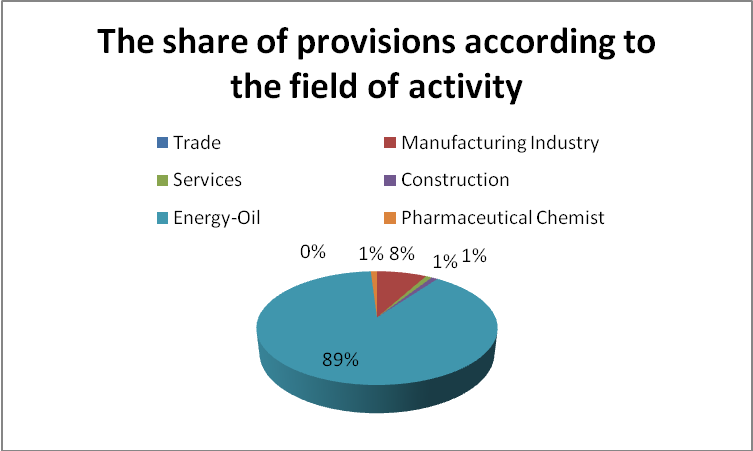 The share of provisions according to
the field of activity
Trade
Manufacturing Industry
Services
Construction
Energy-Oil
Pharmaceutical Chemist
0%
1%
8%
1%
1%
89%